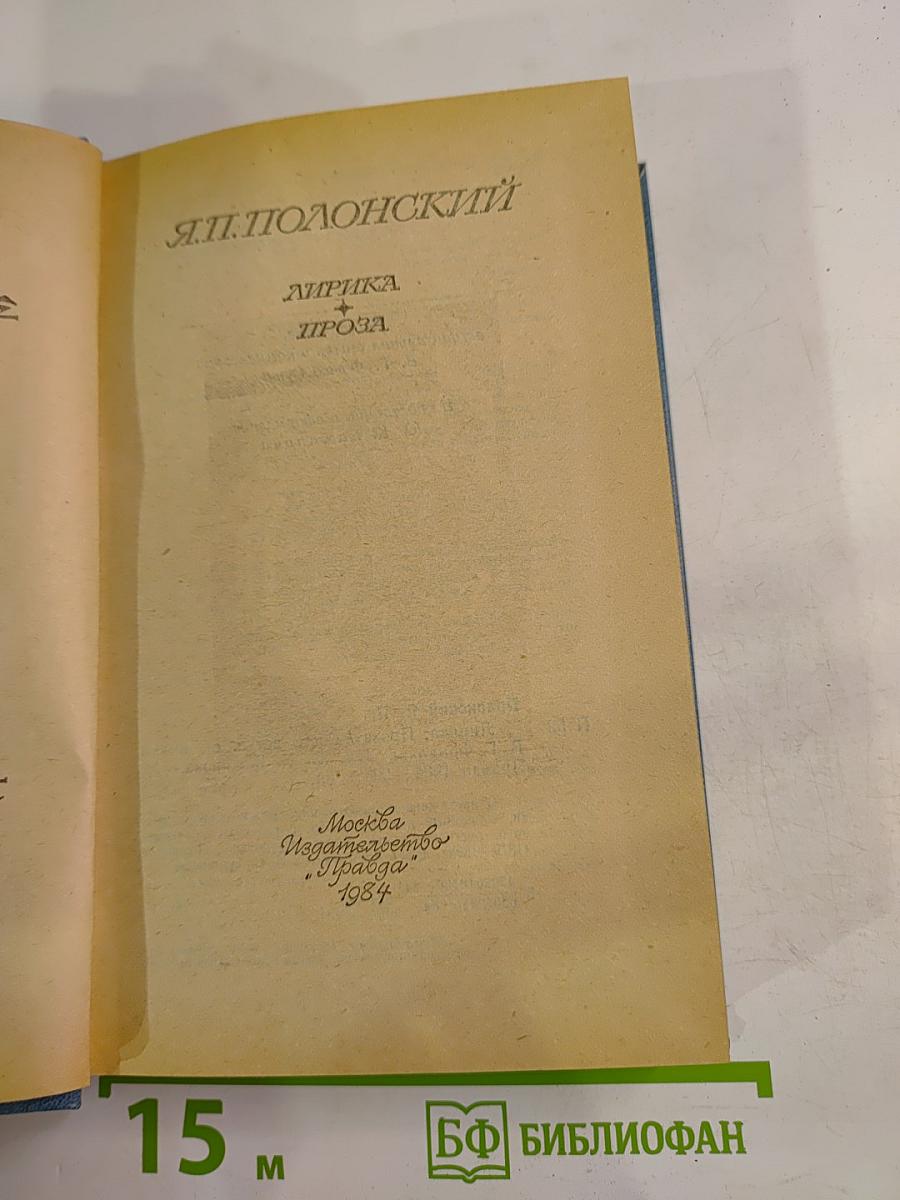 Я.П.ПОЛОНСКИЙ
ЛИРИКА
ПРОЗА
Москва
Издательство
„Правда"
1984
15 м
БФ БИБЛИОФАН